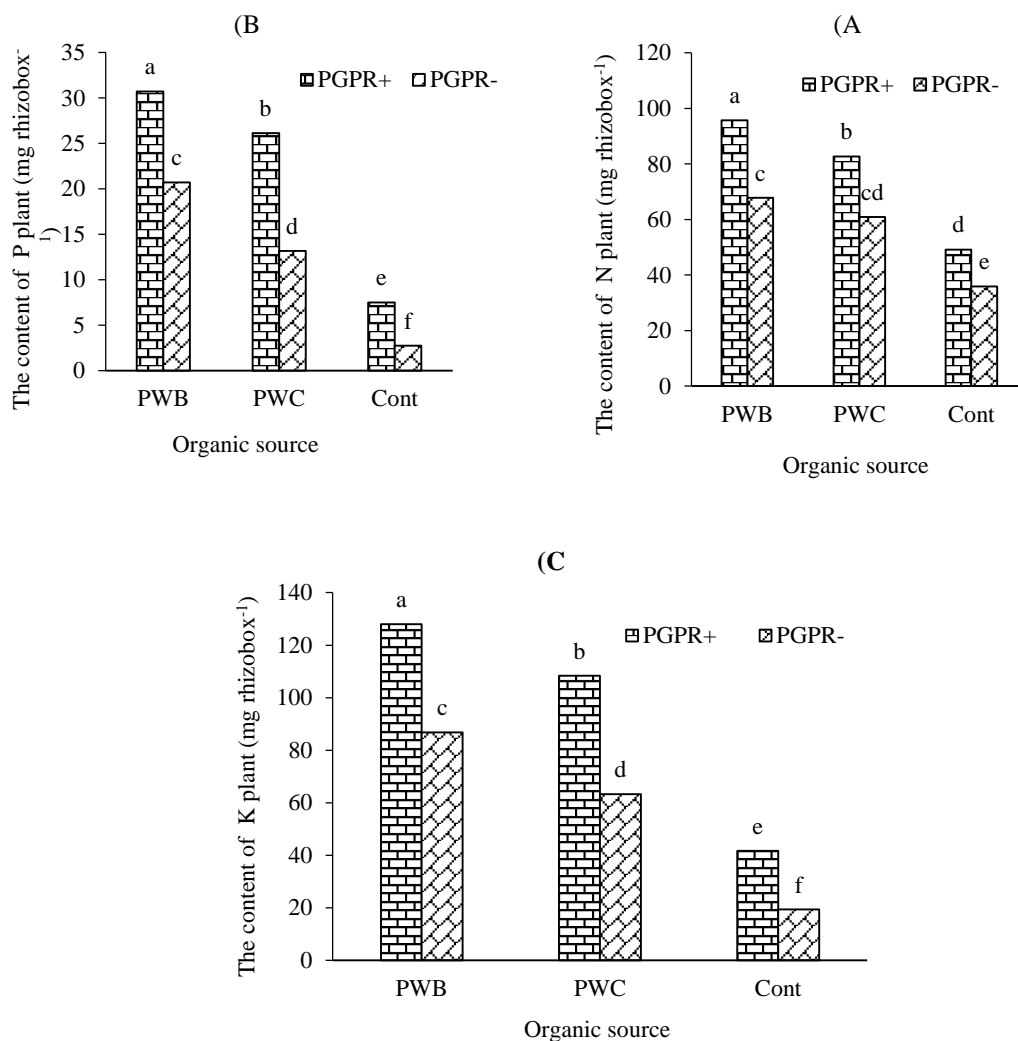 (B
The content of P plant (mg rhizobox-
1)
35
30
25
20
15
10
5
0
PGPR+ PGPR-
a
b
c
d
e
f
PWB PWC Cont
Organic source
(A
The content of N plant (mg rhizobox-1)
120
100
80
60
40
20
0
PGPR+ PGPR-
a
b
c
cd
d
e
PWB PWC Cont
Organic source
(C
The content of K plant (mg rhizobox-1)
140
120
100
80
60
40
20
0
PGPR+ PGPR-
a
b
c
d
e
f
PWB PWC Cont
Organic source